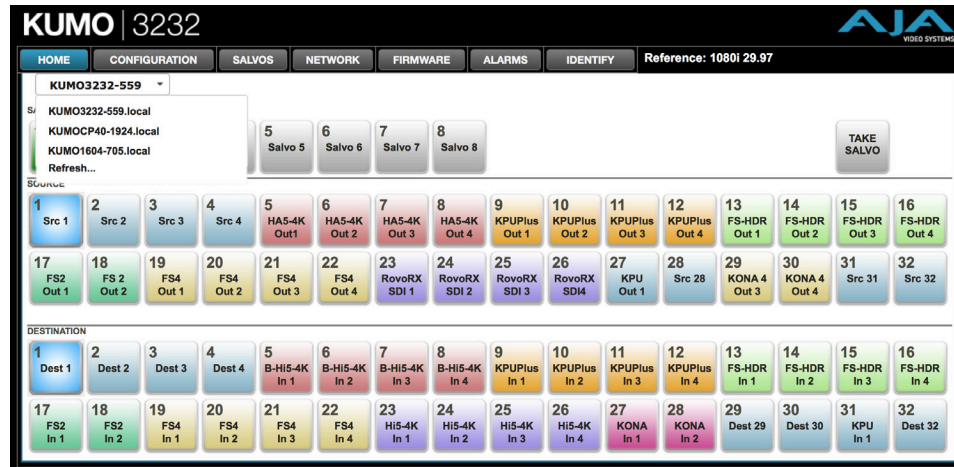 KUMO 3232
AJA
VIDEO SYSTEMS
HOME CONFIGURATION SALVOS NETWORK FIRMWARE ALARMS IDENTIFY Reference: 1080i 29.97
KUMO3232-559
KUMO3232-559.local
KUMOCP40-1924.local
KUMO1604-705.local
Refresh...
5 6 7 8
Salvo 5 Salvo 6 Salvo 7 Salvo 8
TAKE
SALVO
SOURCE
1 2 3 4 5 6 7 8 9 10 11 12 13 14 15 16
Src 1 Src 2 Src 3 Src 4 HA5-4K HA5-4K HA5-4K HA5-4K KPUPlus KPUPlus KPUPlus KPUPlus FS-HDR FS-HDR FS-HDR FS-HDR
Out1 Out 2 Out 3 Out 4 Out 1 Out 2 Out 3 Out 4 Out 1 Out 2 Out 3 Out 4
17 18 19 20 21 22 23 24 25 26 27 28 29 30 31 32
FS2 FS 2 FS4 FS4 FS4 FS4 RovoRX RovoRX RovoRX RovoRX KPU Src 28 KONA 4 KONA 4 Src 31 Src 32
Out 1 Out 2 Out 1 Out 2 Out 3 Out 4 SDI 1 SDI 2 SDI 3 SDI4 Out 1 Out 3 Out 4
DESTINATION
1 2 3 4 5 6 7 8 9 10 11 12 13 14 15 16
Dest 1 Dest 2 Dest 3 Dest 4 B-Hi5-4K B-Hi5-4K B-Hi5-4K B-Hi5-4K KPUPlus KPUPlus KPUPlus KPUPlus FS-HDR FS-HDR FS-HDR FS-HDR
In 1 In 2 In 3 In 4 In 1 In 2 In 3 In 4 In 1 In 2 In 3 In 4
17 18 19 20 21 22 23 24 25 26 27 28 29 30 31 32
FS2 FS2 FS4 FS4 FS4 FS4 Hi5-4K Hi5-4K Hi5-4K Hi5-4K KONA KONA Dest 29 Dest 30 KPU Dest 32
In 1 In 2 In 1 In 2 In 3 In 4 In 1 In 2 In 3 In 4 In 1 In 2 In 1